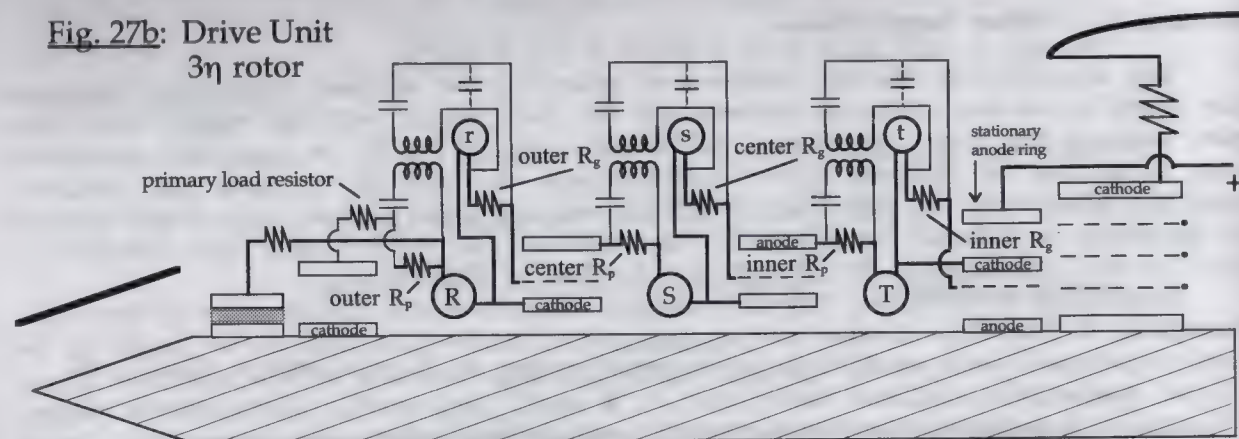 Fig. 27b: Drive Unit
3η rotor
r
s
t
outer Rg
center Rg
stationary
anode ring
primary load resistor
cathode
+
inner Rg
anode
center Rp
inner Rp
cathode
outer Rp
R
S
T
cathode
cathode
anode